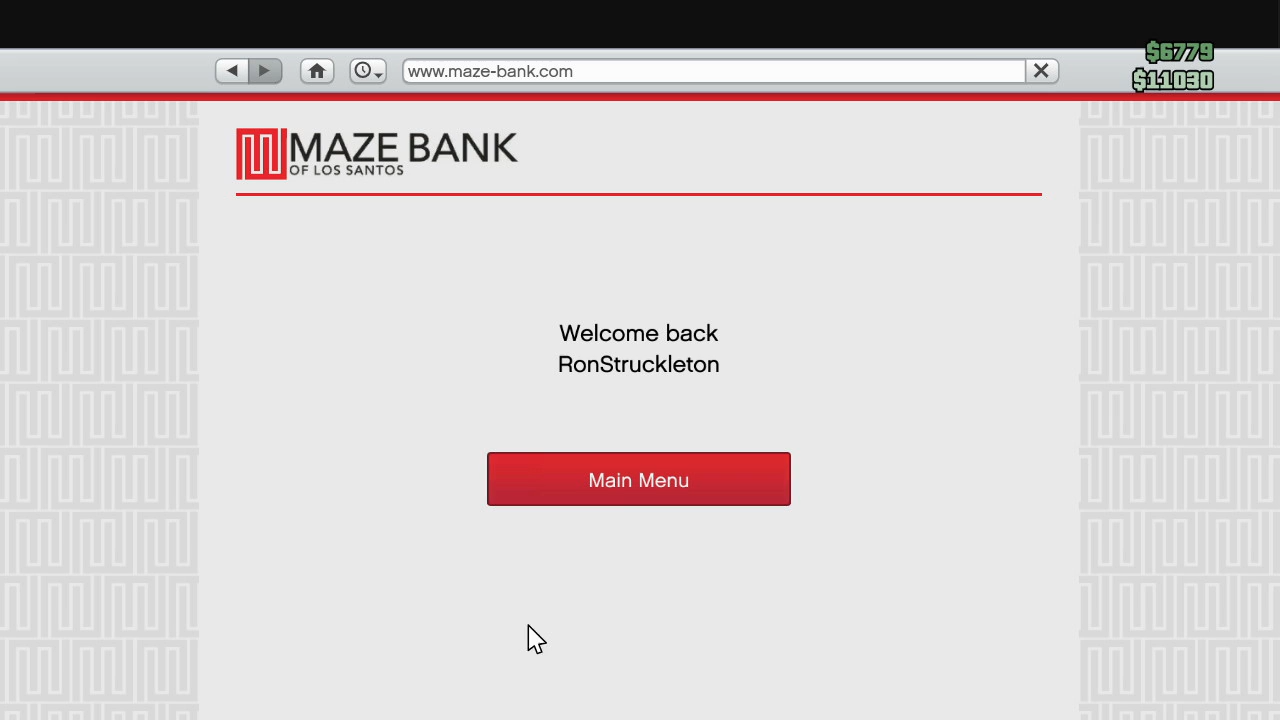 $6779
www.maze-bank.com
$11030
MAZE BANK
OF LOS SANTOS
Welcome back
RonStruckleton
Main Menu